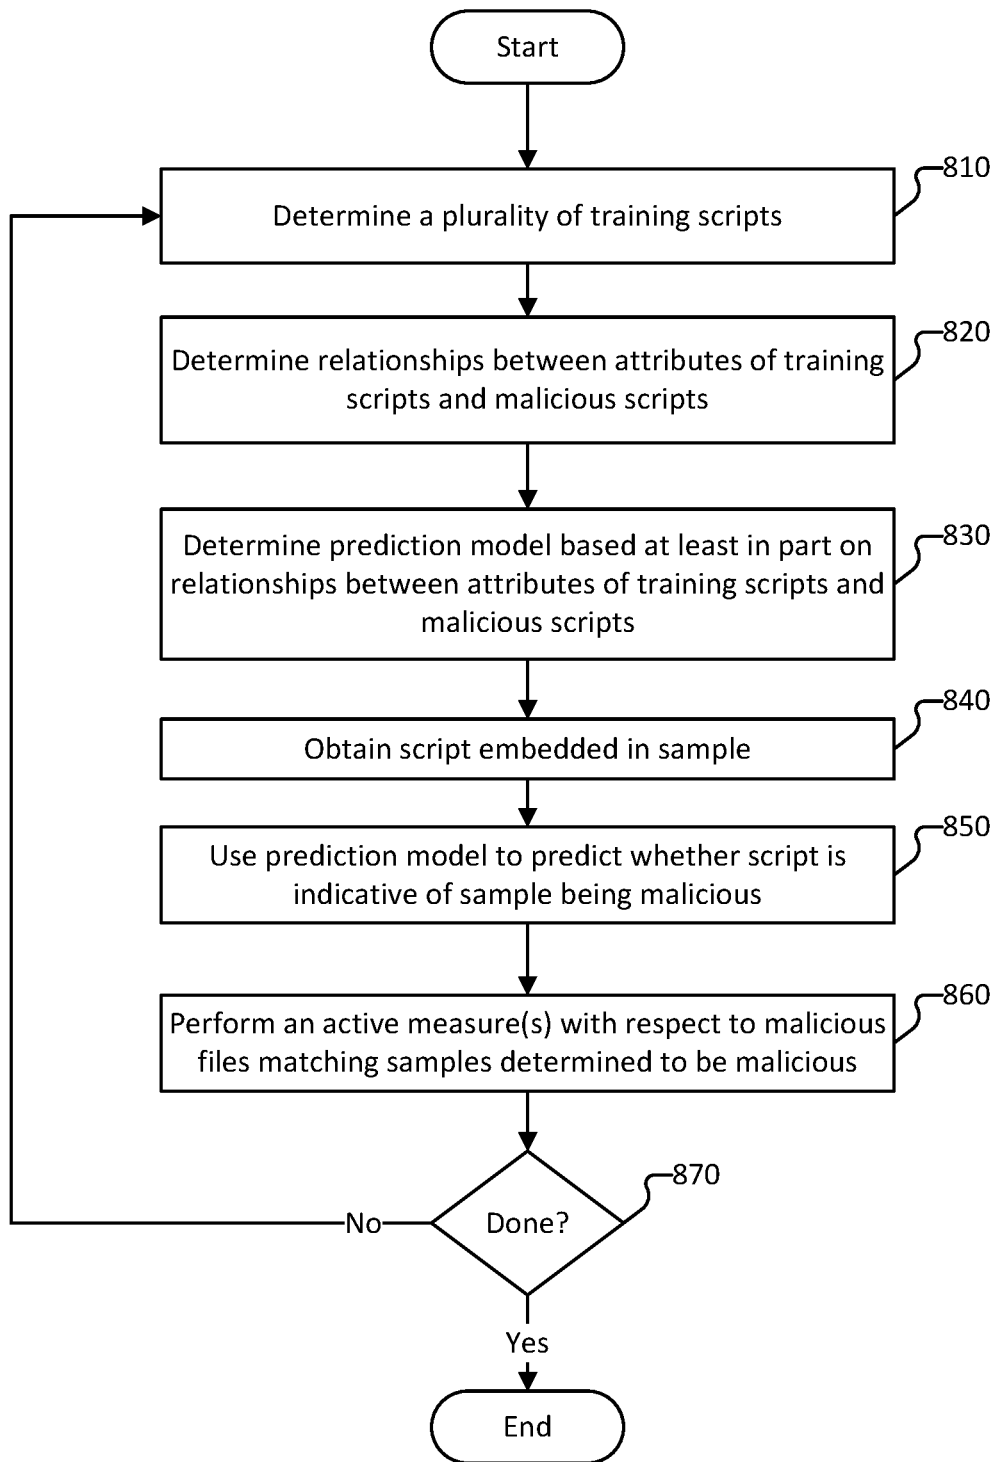 Start
810
Determine a plurality of training scripts
820
Determine relationships between attributes of training
scripts and malicious scripts
830
Determine prediction model based at least in part on
relationships between attributes of training scripts and
malicious scripts
840
Obtain script embedded in sample
850
Use prediction model to predict whether script is
indicative of sample being malicious
860
Perform an active measure(s) with respect to malicious
files matching samples determined to be malicious
870
No
Done?
Yes
End